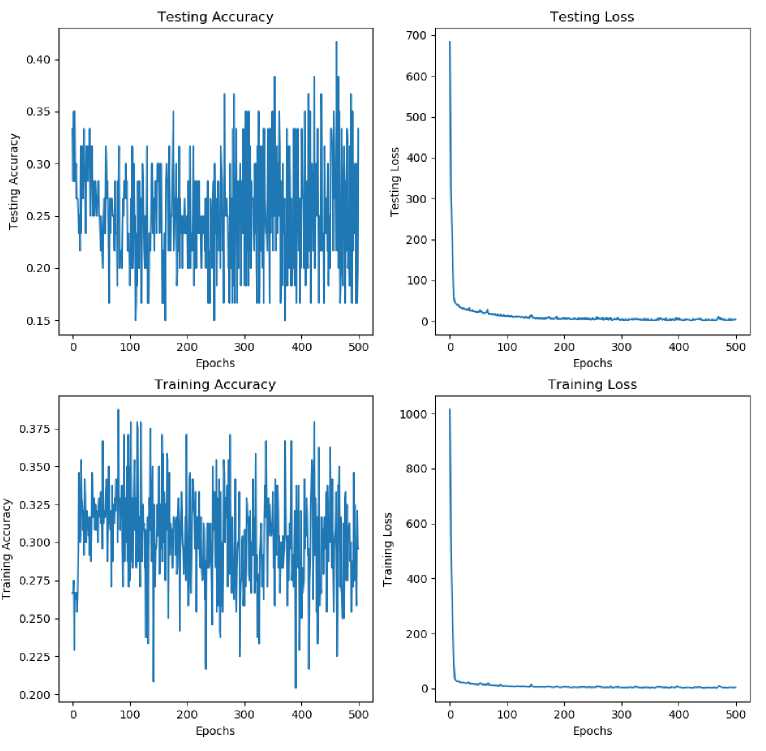 Testing Accuracy
Testing Loss
0.40
0.35
0.30
0.25
0.20
0.15
Testing Accuracy
0 100 200 300 400 500
Epochs
700
600
500
400
300
200
100
0
Testing Loss
0 100 200 300 400 500
Epochs
Training Accuracy
Training Loss
0.375
0.350
0.325
0.300
0.275
0.250
0.225
0.200
Training Accuracy
0 100 200 300 400 500
Epochs
1000
800
600
400
200
0
Training Loss
0 100 200 300 400 500
Epochs